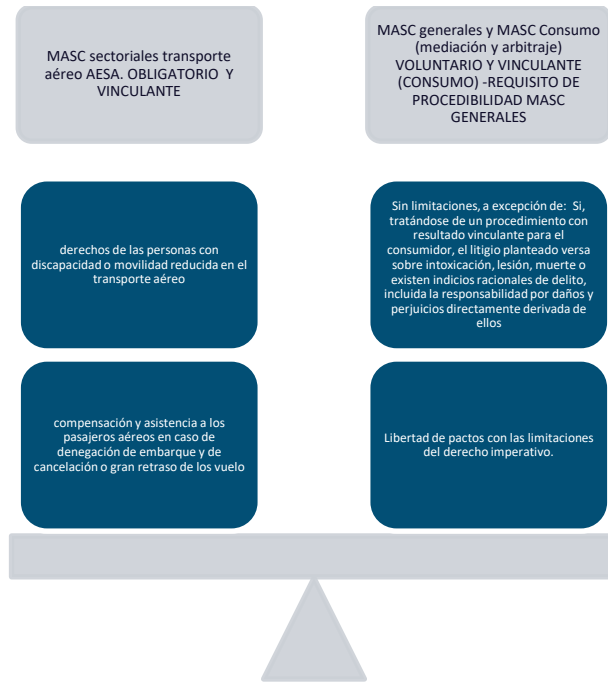 MASC sectoriales transporte
aéreo AESA. OBLIGATORIO Y
VINCULANTE
derechos de las personas con
discapacidad o movilidad reducida en el
transporte aéreo
compensación y asistencia a los
pasajeros aéreos en caso de
denegación de embarque y de
cancelación o gran retraso de los vuelo
MASC generales y MASC Consumo
(mediación y arbitraje)
VOLUNTARIO Y VINCULANTE
(CONSUMO) -REQUISITO DE
PROCEDIBILIDAD MASC
GENERALES
Sin limitaciones, a excepción de: Si,
tratándose de un procedimiento con
resultado vinculante para el
consumidor, el litigio planteado versa
sobre intoxicación, lesión, muerte o
existen indicios racionales de delito,
incluida la responsabilidad por daños y
perjuicios directamente derivada de
ellos
Libertad de pactos con las limitaciones
del derecho imperativo.